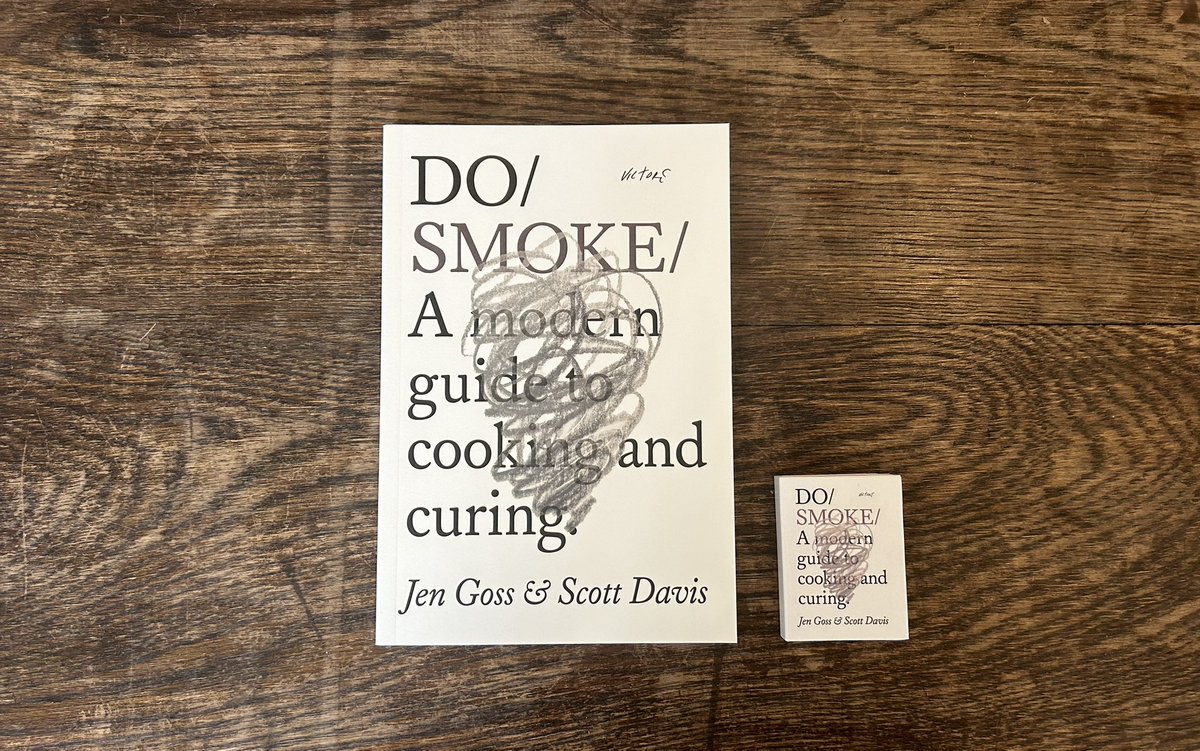 DO/
VICTORE
SMOKE/
A modern
guide to
cooking and
curing.
Jen Goss & Scott Davis
DO/
SMOKE/
A modern
guide to
cooking and
curing.
Jen Goss & Scott Davis